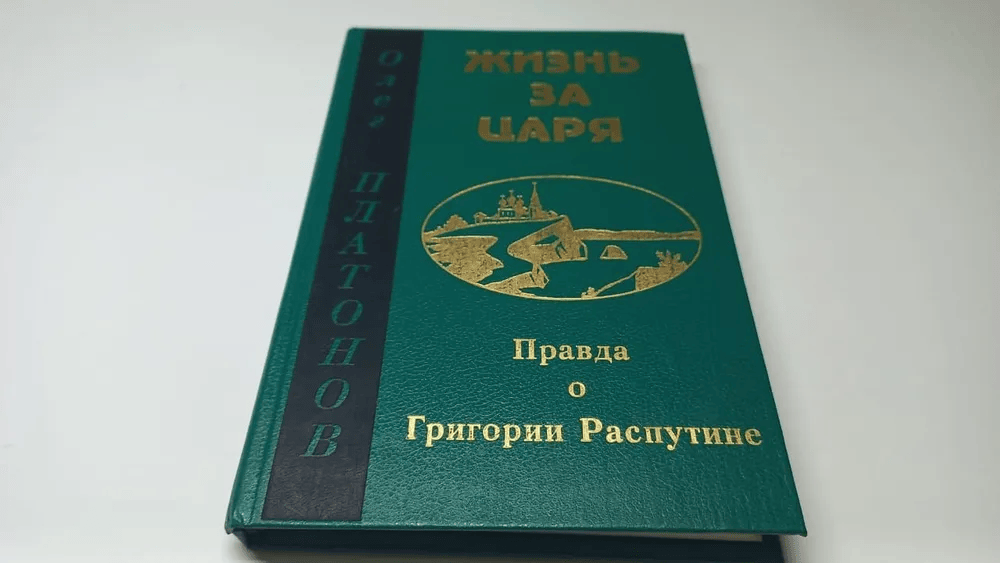 Олег ПЛАТОНОВ
ЖИЗНЬ
ЗА
ЦАРЯ
Правда
о
Григории Распутине